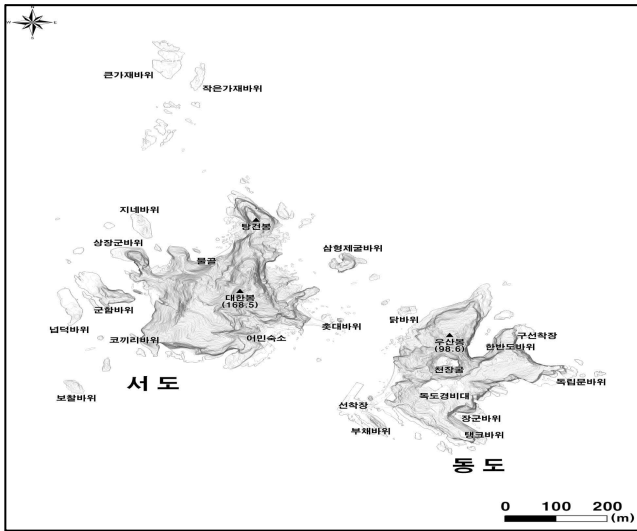 N
W
E
S
큰가재바위
작은가재바위
지네바위
탕건봉
상장군바위
물골
삼형제굴바위
대한봉
(168.5)
군함바위
닭바위
넙덕바위
촛대바위
구선착장
코끼리바위
어민숙소
우산봉
(98.6)
한반도바위
천장굴
독립문바위
서도
보찰바위
독도경비대
선착장
장군바위
부채바위
탱크바위
동도
0 100 200
(m)